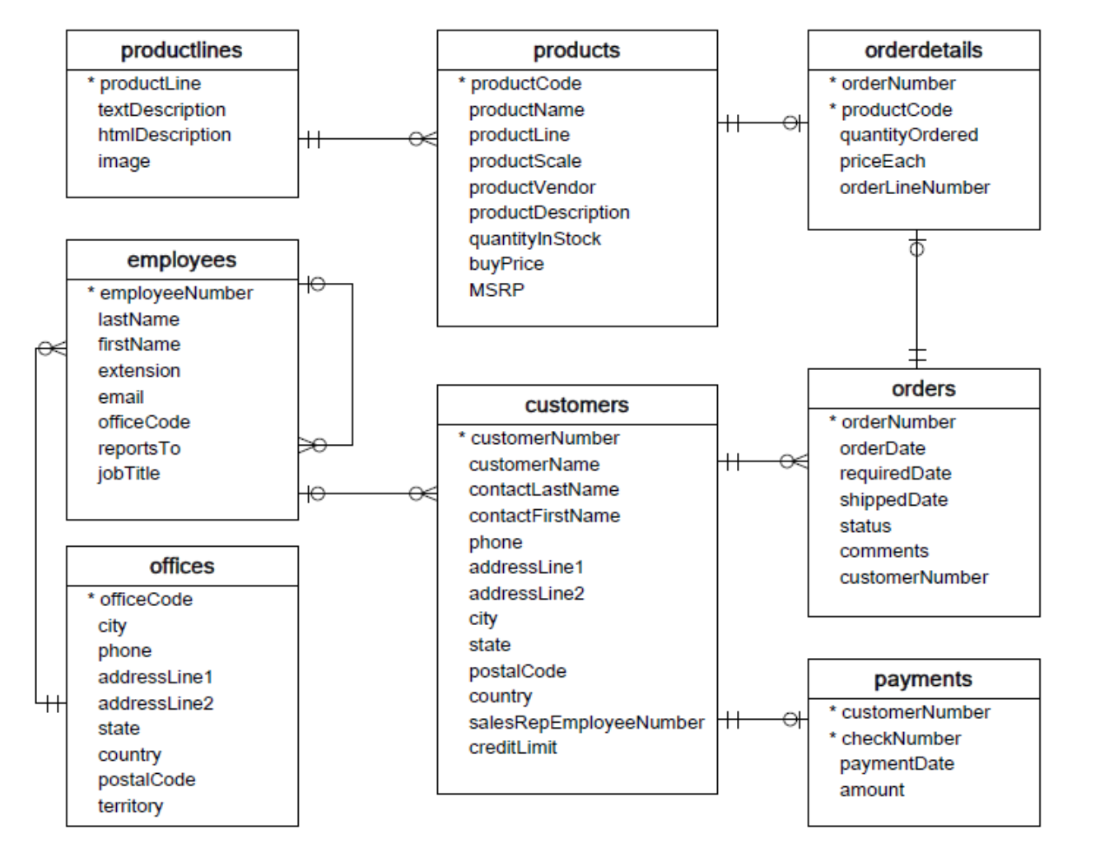 productlines
* productLine
textDescription
htmlDescription
image
products
* productCode
productName
productLine
productScale
productVendor
productDescription
quantityInStock
buyPrice
MSRP
orderdetails
* orderNumber
* productCode
quantityOrdered
priceEach
orderLineNumber
employees
* employeeNumber
lastName
firstName
extension
email
officeCode
reportsTo
jobTitle
customers
* customerNumber
customerName
contactLastName
contactFirstName
phone
addressLine1
addressLine2
city
state
postalCode
country
salesRepEmployeeNumber
creditLimit
orders
* orderNumber
orderDate
requiredDate
shippedDate
status
comments
customerNumber
offices
* officeCode
city
phone
addressLine1
addressLine2
state
country
postalCode
territory
payments
* customerNumber
* checkNumber
paymentDate
amount